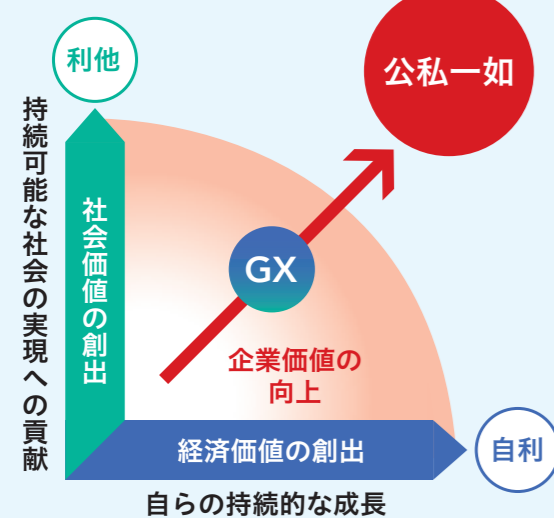 利他
公私一如
持続可能な社会の実現への貢献
社会価値の創出
GX
企業価値の
向上
経済価値の創出
自利
自らの持続的な成長